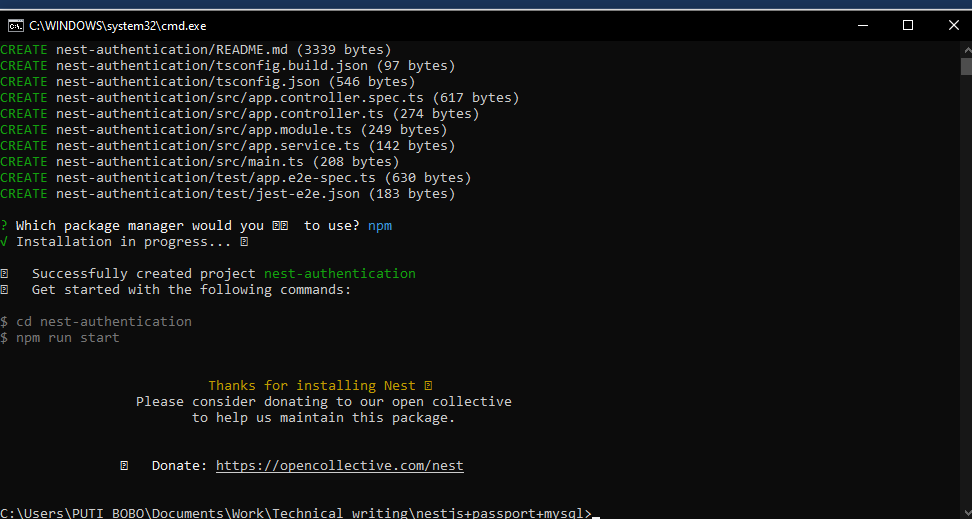 C:\WINDOWS\system32\cmd.exe
CREATE nest-authentication/README.md (3339 bytes)
CREATE nest-authentication/tsconfig.build.json (97 bytes)
CREATE nest-authentication/tsconfig.json (546 bytes)
CREATE nest-authentication/src/app.controller.spec.ts (617 bytes)
CREATE nest-authentication/src/app.controller.ts (274 bytes)
CREATE nest-authentication/src/app.module.ts (249 bytes)
CREATE nest-authentication/src/app.service.ts (142 bytes)
CREATE nest-authentication/src/main.ts (208 bytes)
CREATE nest-authentication/test/app.e2e-spec.ts (630 bytes)
CREATE nest-authentication/test/jest-e2e.json (183 bytes)
? Which package manager would you to use? npm
√ Installation in progress...
Successfully created project nest-authentication
Get started with the following commands:
$ cd nest-authentication
$ npm run start
Thanks for installing Nest
Please consider donating to our open collective
to help us maintain this package.
Donate: https://opencollective.com/nest
C:\Users\PUTI BOBO\Documents\Work\Technical writing\nestjs+passport+mysql>